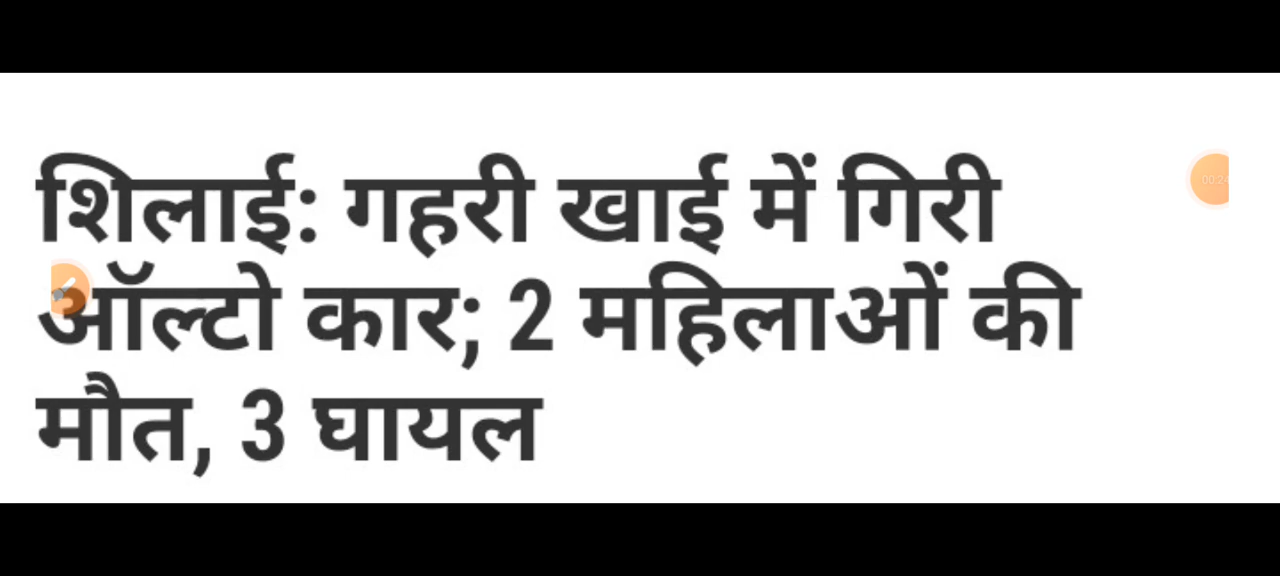 शिलाई: गहरी खाई में गिरी
ऑल्टो कार; 2 महिलाओं की
मौत, 3 घायल